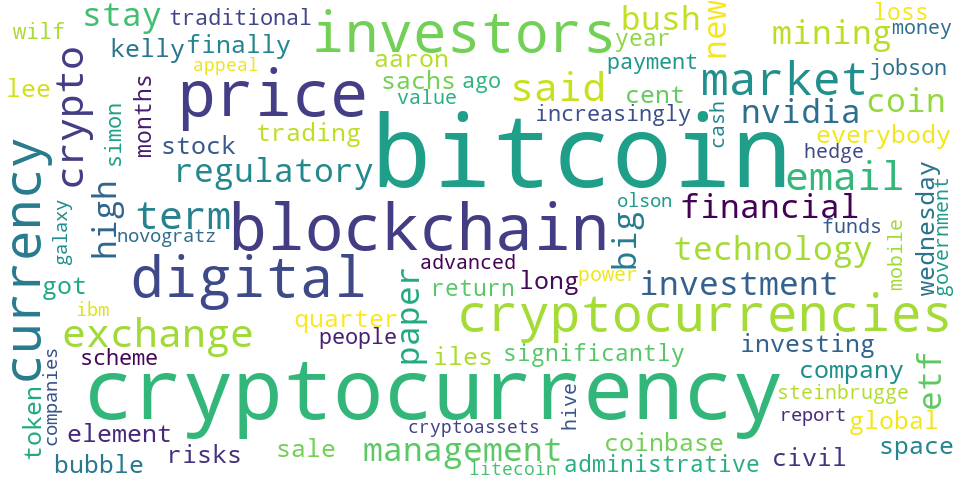 stay
traditional
investors
bush
new
loss
money
wilf
kelly
finally
aaron
year
mining
crypto
appeal
sachs
ago
payment
market
jobson
lee
months
price
value
said
cent
nvidia
coin
simon
trading
increasingly
cash
everybody
stock
bitcoin
hedge
currency
regulatory
email
high
term
blockchain
big
olson
financial
wednesday
government
galaxy
novogratz
funds
mobile
digital
advanced
technology
got
paper
return
long
power
investment
ibm
quarter
cryptocurrencies
exchange
people
scheme
iles
significantly
investing
etf
companies
cryptocurrency
company
token
hive
steinbrugge
element
cryptoassets
report
global
bubble
risks
sale
management
coinbase
space
litecoin
administrative
civil